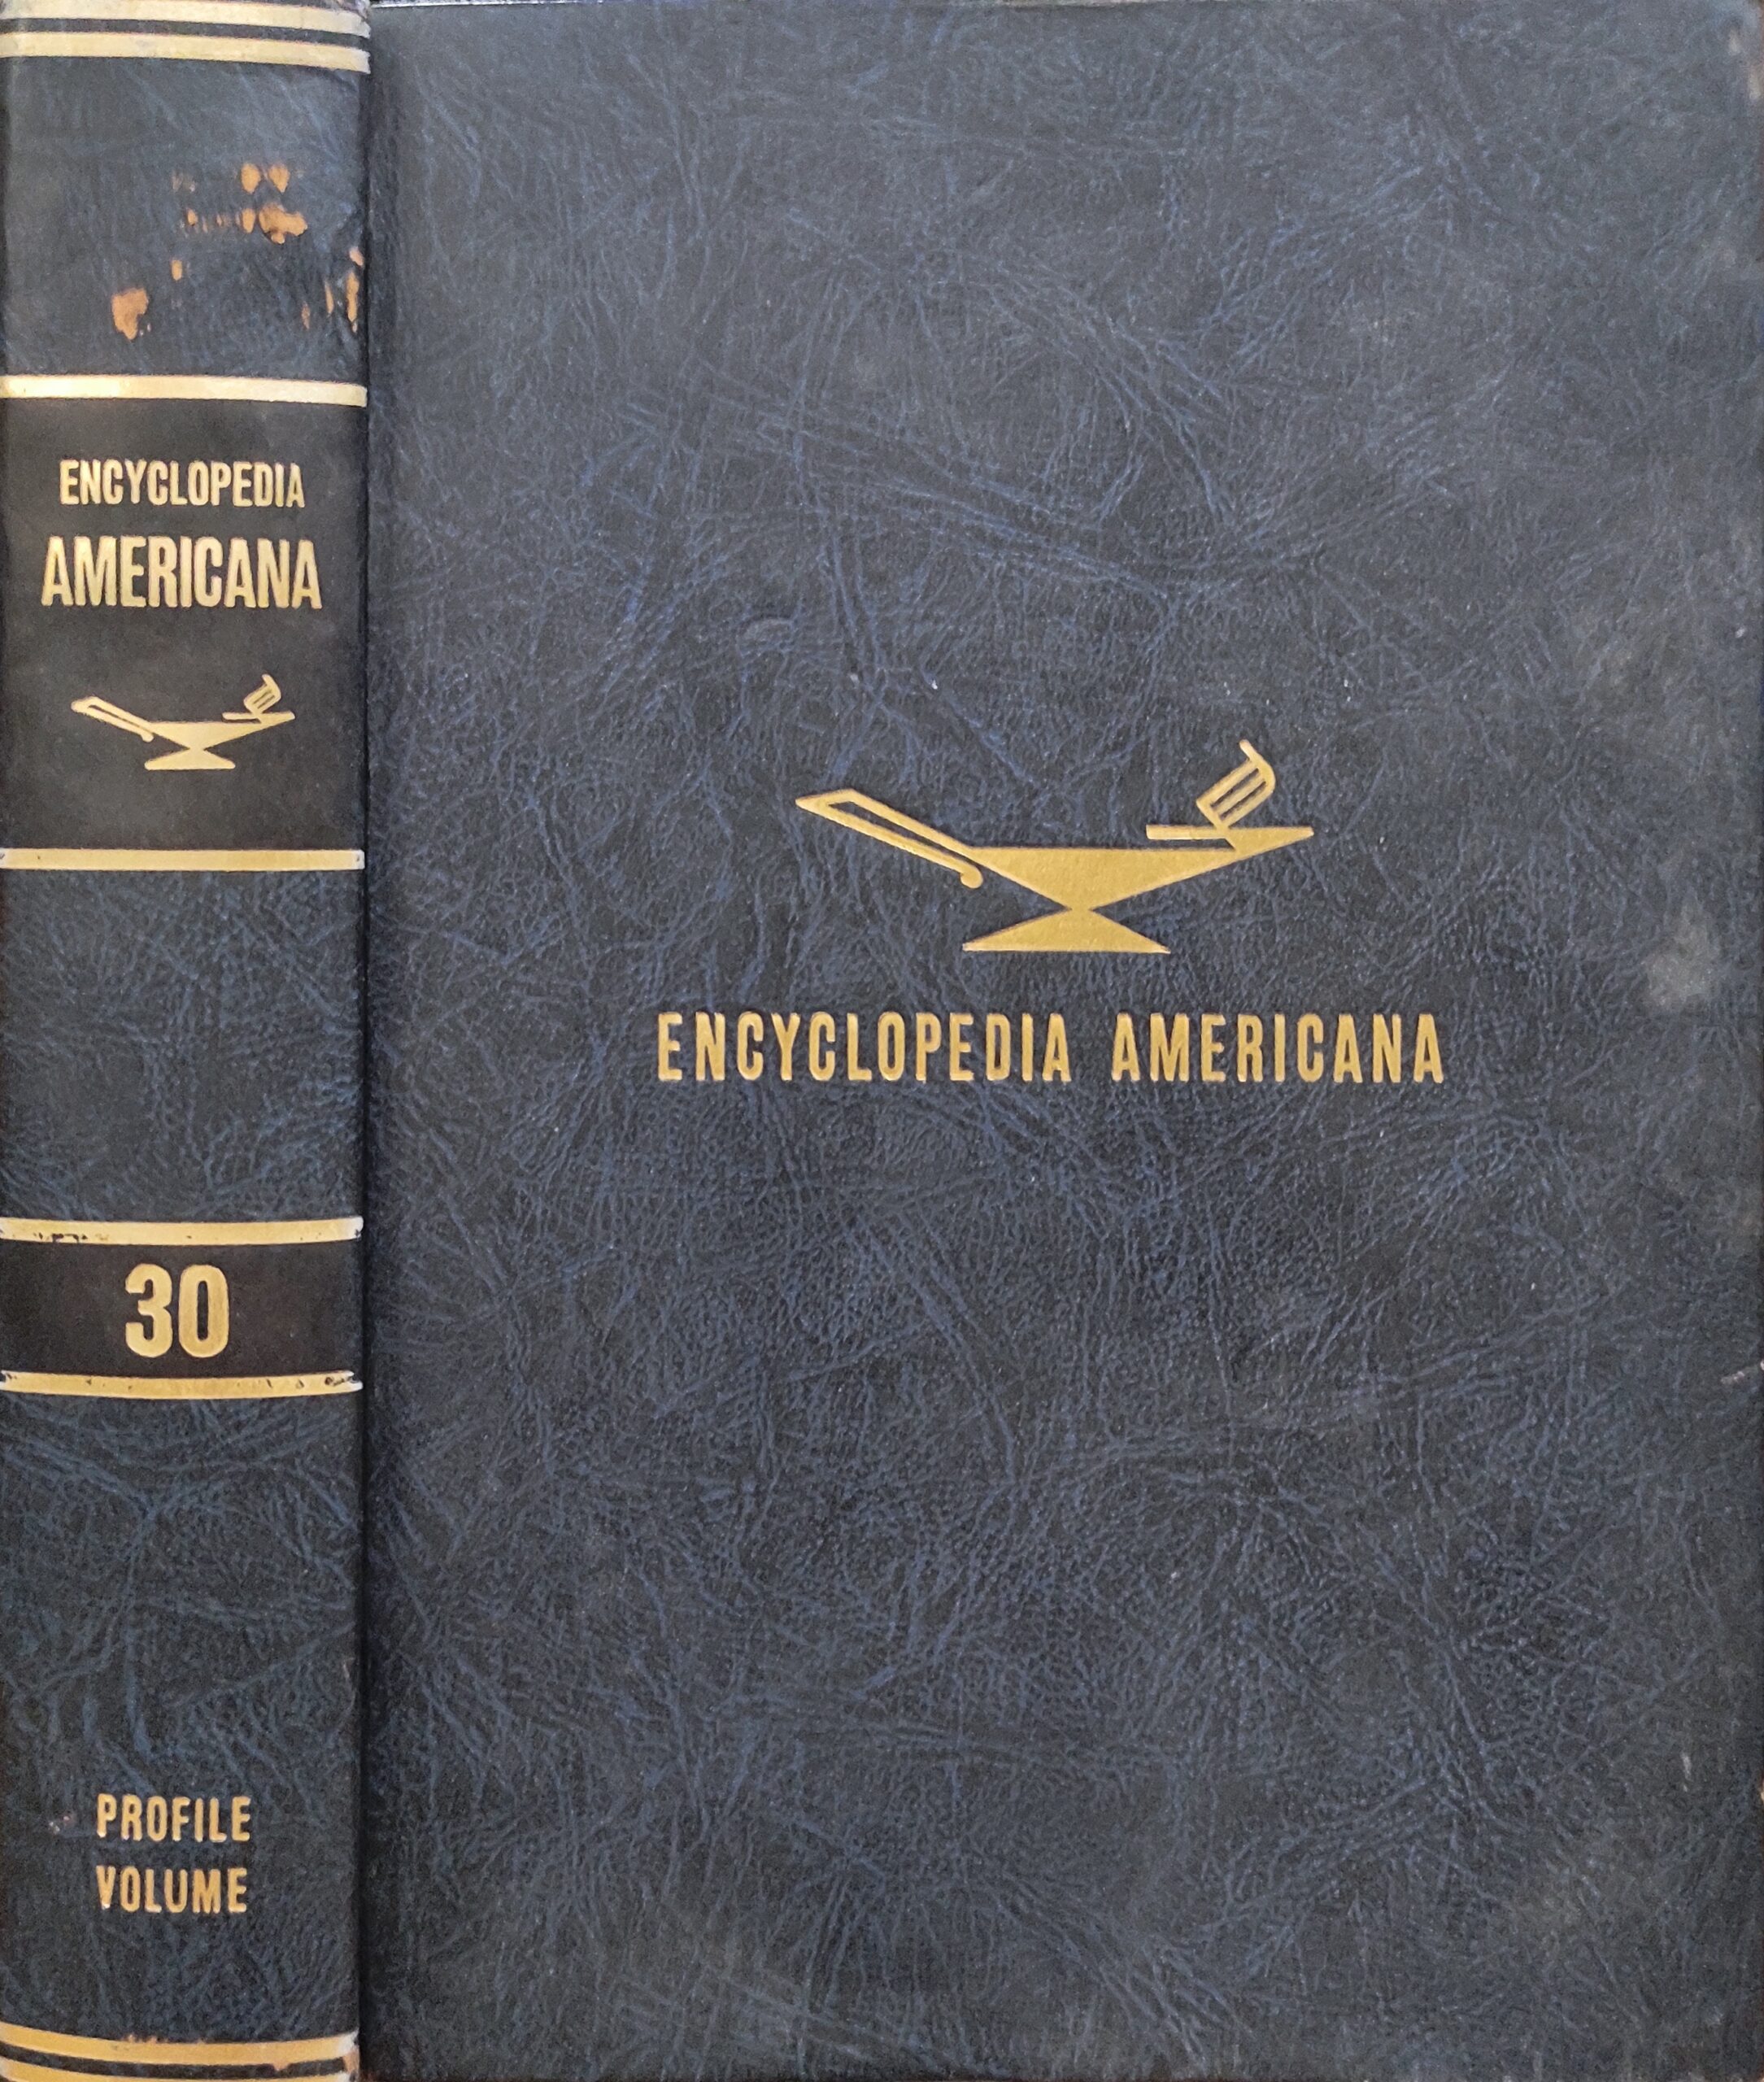 ENCYCLOPEDIA
AMERICANA
30
PROFILE
VOLUME
ENCYCLOPEDIA AMERICANA